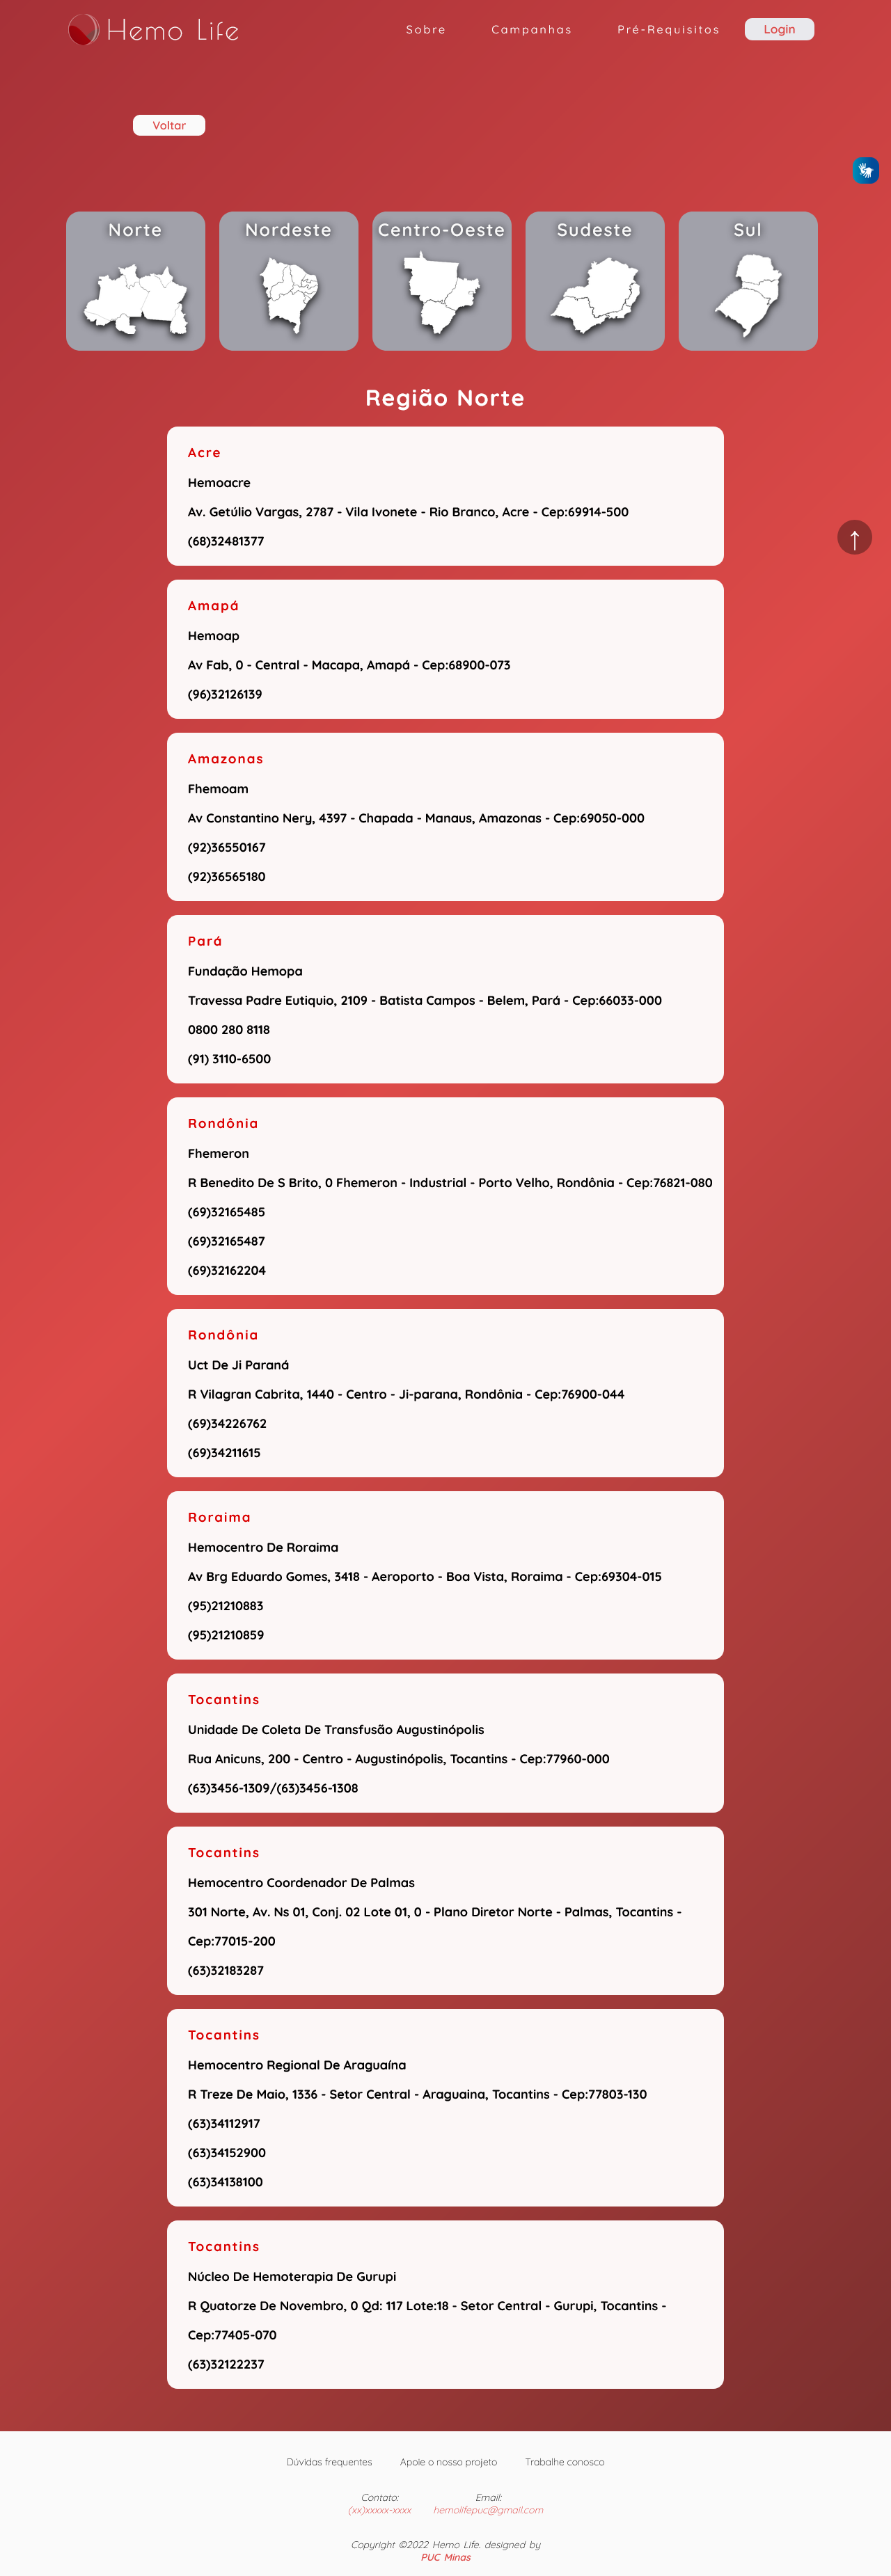 Hemo Life
Sobre
Campanhas
Pré-Requisitos
Login
Voltar
Norte
Nordeste
Centro-Oeste
Sudeste
Sul
Região Norte
Acre
Hemoacre
Av. Getúlio Vargas, 2787 - Vila Ivonete - Rio Branco, Acre - Cep:69914-500
(68)32481377
↑
Amapá
Hemoap
Av Fab, 0 - Central - Macapa, Amapá - Cep:68900-073
(96)32126139
Amazonas
Fhemoam
Av Constantino Nery, 4397 - Chapada - Manaus, Amazonas - Cep:69050-000
(92)36550167
(92)36565180
Pará
Fundação Hemopa
Travessa Padre Eutiquio, 2109 - Batista Campos - Belem, Pará - Cep:66033-000
0800 280 8118
(91) 3110-6500
Rondônia
Fhemeron
R Benedito De S Brito, 0 Fhemeron - Industrial - Porto Velho, Rondônia - Cep:76821-080
(69)32165485
(69)32165487
(69)32162204
Rondônia
Uct De Ji Paraná
R Vilagran Cabrita, 1440 - Centro - Ji-parana, Rondônia - Cep:76900-044
(69)34226762
(69)34211615
Roraima
Hemocentro De Roraima
Av Brg Eduardo Gomes, 3418 - Aeroporto - Boa Vista, Roraima - Cep:69304-015
(95)21210883
(95)21210859
Tocantins
Unidade De Coleta De Transfusão Augustinópolis
Rua Anicuns, 200 - Centro - Augustinópolis, Tocantins - Cep:77960-000
(63)3456-1309/(63)3456-1308
Tocantins
Hemocentro Coordenador De Palmas
301 Norte, Av. Ns 01, Conj. 02 Lote 01, 0 - Plano Diretor Norte - Palmas, Tocantins -
Cep:77015-200
(63)32183287
Tocantins
Hemocentro Regional De Araguaína
R Treze De Maio, 1336 - Setor Central - Araguaina, Tocantins - Cep:77803-130
(63)34112917
(63)34152900
(63)34138100
Tocantins
Núcleo De Hemoterapia De Gurupi
R Quatorze De Novembro, 0 Qd: 117 Lote:18 - Setor Central - Gurupi, Tocantins -
Cep:77405-070
(63)32122237
Dúvidas frequentes
Apoie o nosso projeto
Trabalhe conosco
Contato:
(xx)xxxxx-xxxx
Email:
hemolifepuc@gmail.com
Copyright ©2022 Hemo Life. designed by
PUC Minas